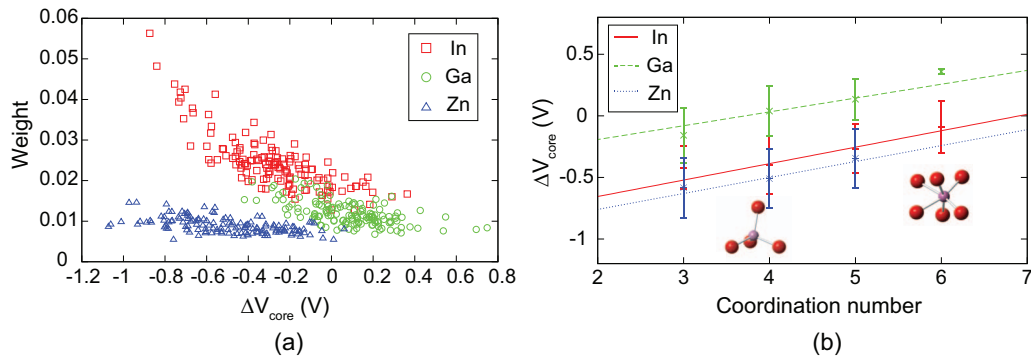 0.06
0.05
0.04
0.03
0.02
0.01
0
Weight
In
Ga
Zn
-1.2 -1 -0.8 -0.6 -0.4 -0.2 0 0.2 0.4 0.6 0.8
ΔVcore (V)
(a)
0.5
0
-0.5
-1
ΔVcore (V)
In
Ga
Zn
2 3 4 5 6 7
Coordination number
(b)